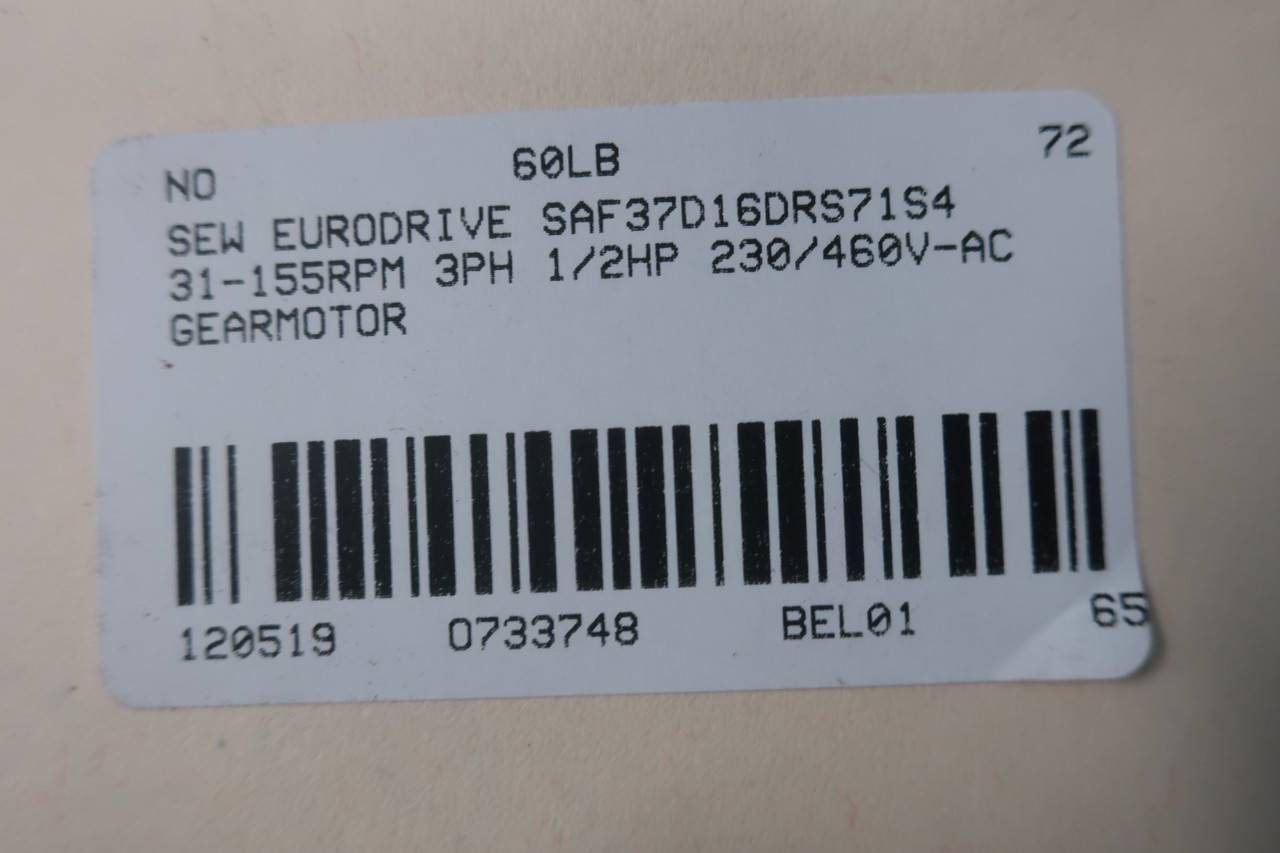 NO 60LB 72
SEW EURODRIVE SAF37D16DRS71S4
31-155RPM 3PH 1/2HP 230/460V-AC
GEARMOTOR
120519 0733748 BEL01 65